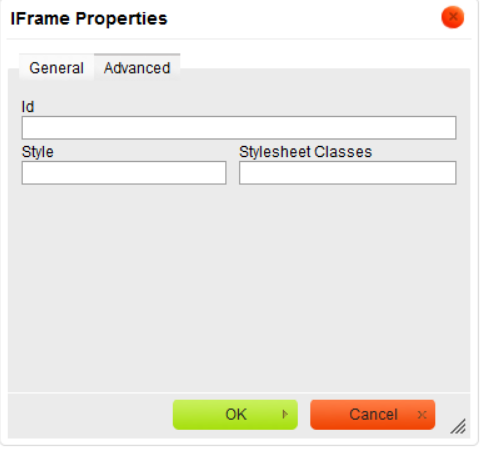 IFrame Properties
General Advanced
Id
Style Stylesheet Classes
OK Cancel